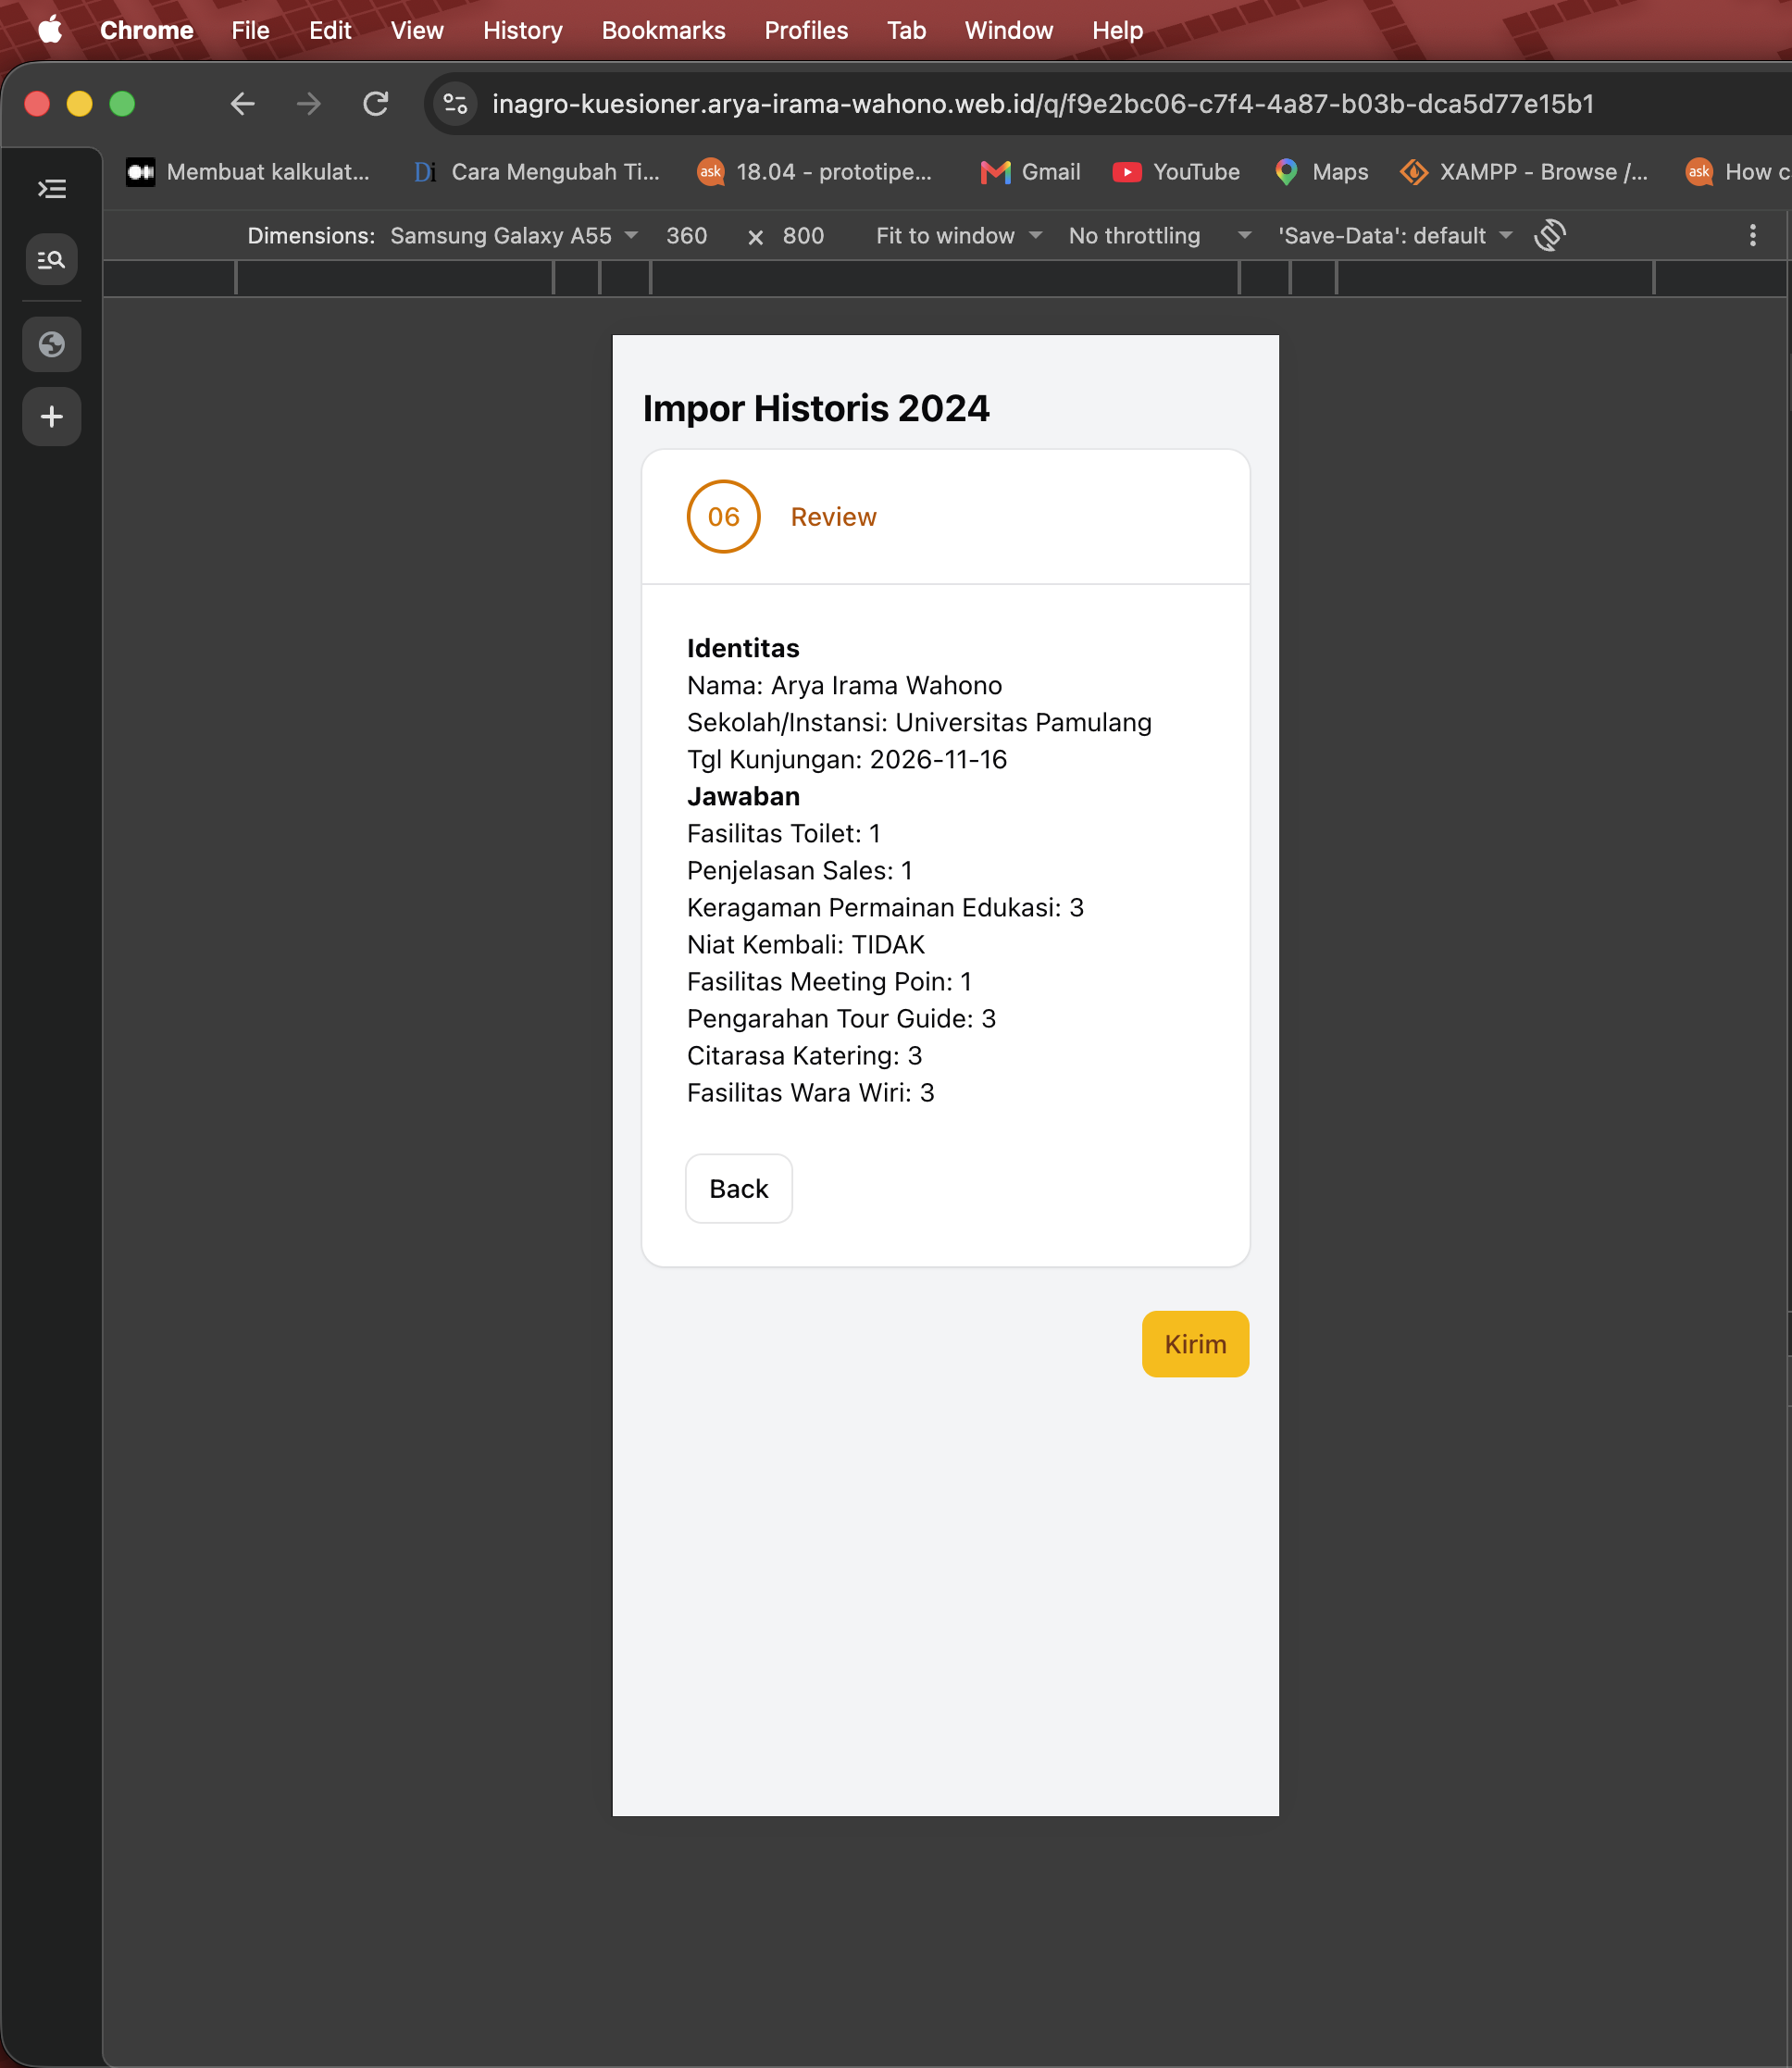 Chrome File Edit View History Bookmarks Profiles Tab Window Help
inagro-kuesioner.arya-irama-wahono.web.id/q/f9e2bc06-c7f4-4a87-b03b-dca5d77e15b1
Membuat kalkulat... Di Cara Mengubah Ti... ask 18.04 - prototipe... Gmail YouTube Maps XAMPP - Browse /... ask How c
Dimensions: Samsung Galaxy A55 360 × 800 Fit to window No throttling 'Save-Data': default
Impor Historis 2024
06 Review
Identitas
Nama: Arya Irama Wahono
Sekolah/Instansi: Universitas Pamulang
Tgl Kunjungan: 2026-11-16
Jawaban
Fasilitas Toilet: 1
Penjelasan Sales: 1
Keragaman Permainan Edukasi: 3
Niat Kembali: TIDAK
Fasilitas Meeting Poin: 1
Pengarahan Tour Guide: 3
Citarasa Katering: 3
Fasilitas Wara Wiri: 3
Back
Kirim